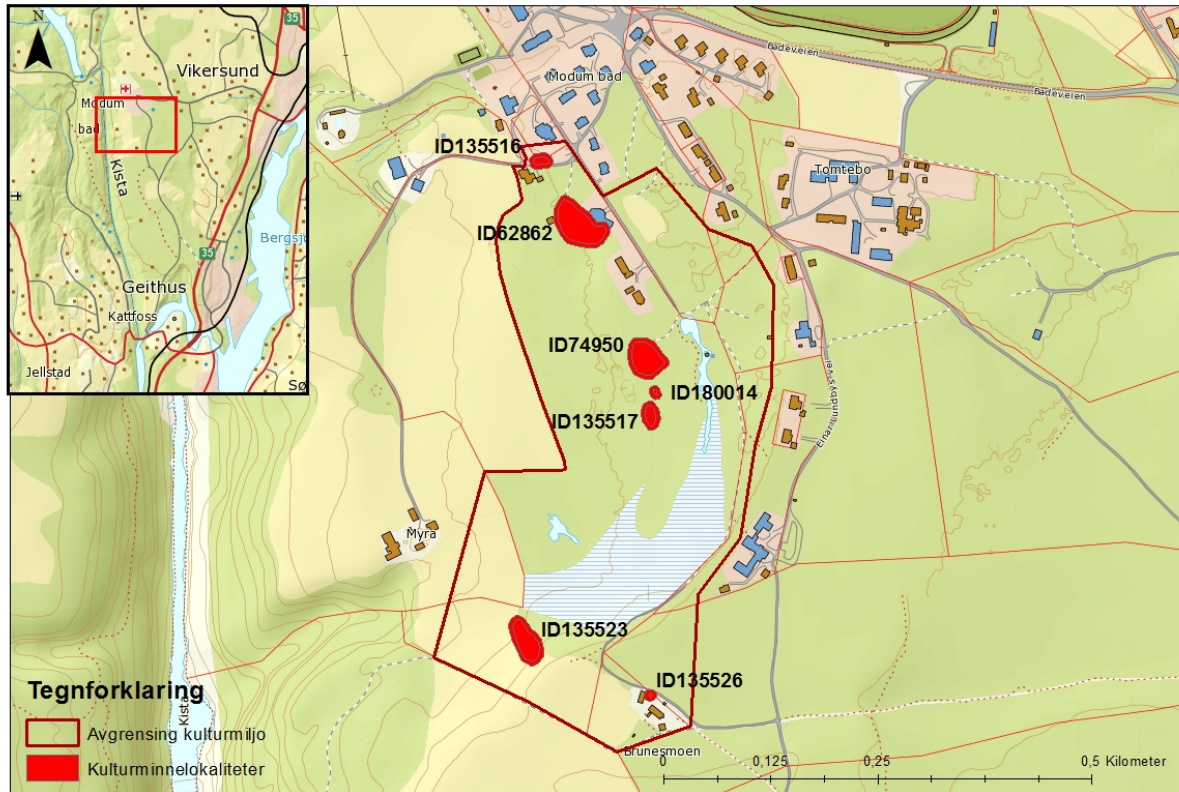 N
35
Vikersund
Modum
bad
Kista
Bergsjø
35
Geithus
Kattfoss
Jellstad
Sø
Badeveien
Badeveien
Modum bad
Tomtebo
ID135516
ID62862
ID74950
ID180014
ID135517
Einar Lundbys vei
Myra
ID135523
ID135526
Brunesmoen
Kista
Tegnforklaring
Avgrensing kulturmiljo
Kulturminnelokaliteter
0 0,125 0,25 0,5 Kilometer